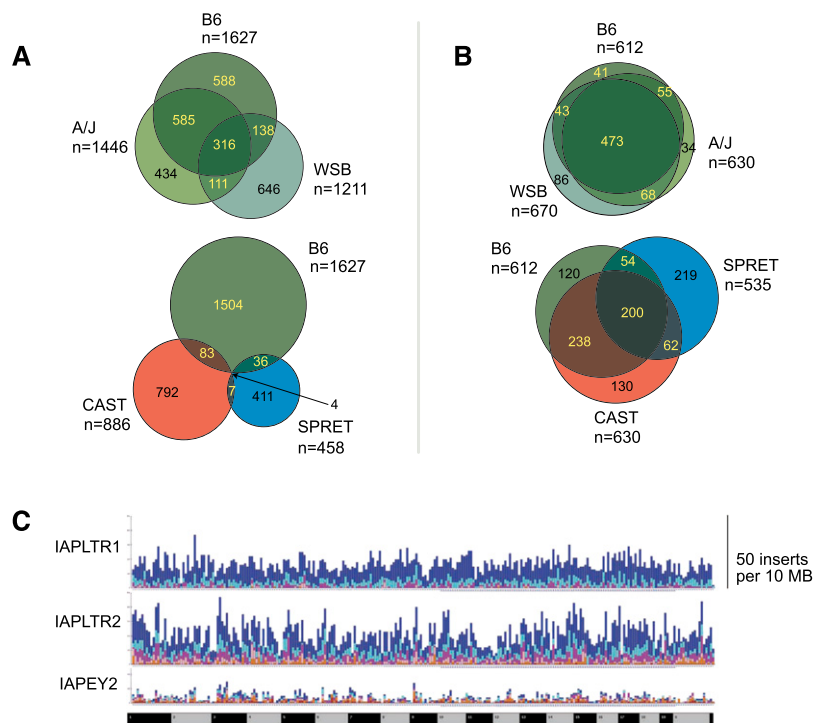 A
B6
n=1627
588
585
138
A/J
n=1446
316
434
111
646
WSB
n=1211
B6
n=1627
1504
83
36
792
7
411
4
CAST
n=886
SPRET
n=458
B
B6
n=612
41
55
43
473
34
A/J
n=630
86
68
WSB
n=670
B6
n=612
54
120
219
SPRET
n=535
200
238
62
130
CAST
n=630
C
IAPLTR1
50 inserts
per 10 MB
IAPLTR2
IAPEY2